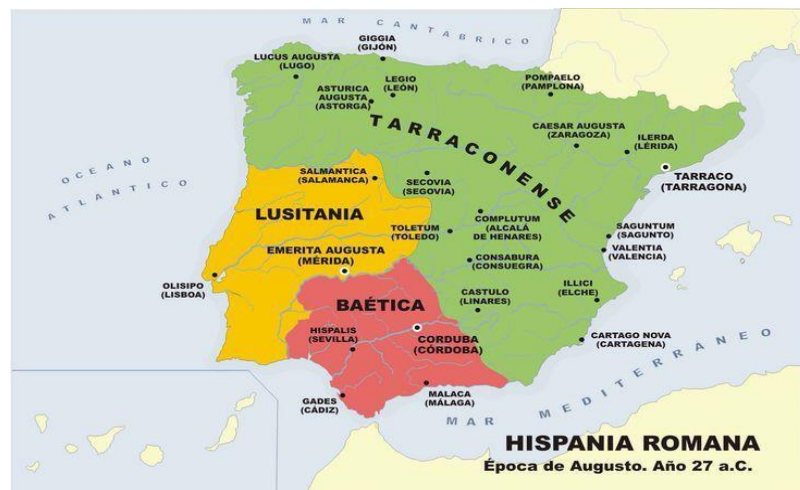 MAR CANTABRICO
GIGGIA
(GIJÓN)
LUCUS AUGUSTA
(LUGO)
LEGIO
(LEÓN)
ASTURICA
AUGUSTA
(ASTORGA)
POMPAELO
(PAMPLONA)
TARRACONENSE
CAESAR AUGUSTA
(ZARAGOZA)
ILERDA
(LÉRIDA)
TARRACO
(TARRAGONA)
OCEANO
ATLANTICO
SALMANTICA
(SALAMANCA)
SECOVIA
(SEGOVIA)
LUSITANIA
COMPLUTUM
(ALCALÁ
DE HENARES)
TOLETUM
(TOLEDO)
SAGUNTUM
(SAGUNTO)
VALENTIA
(VALENCIA)
EMERITA AUGUSTA
(MÉRIDA)
CONSABURA
(CONSUEGRA)
OLISIPO
(LISBOA)
BAÉTICA
CASTULO
(LINARES)
ILLICI
(ELCHE)
HISPALIS
(SEVILLA)
CORDUBA
(CÓRDOBA)
CARTAGO NOVA
(CARTAGENA)
GADES
(CÁDIZ)
MALACA
(MÁLAGA)
MAR MEDITERRÁNEO
HISPANIA ROMANA
Época de Augusto. Año 27 a.C.